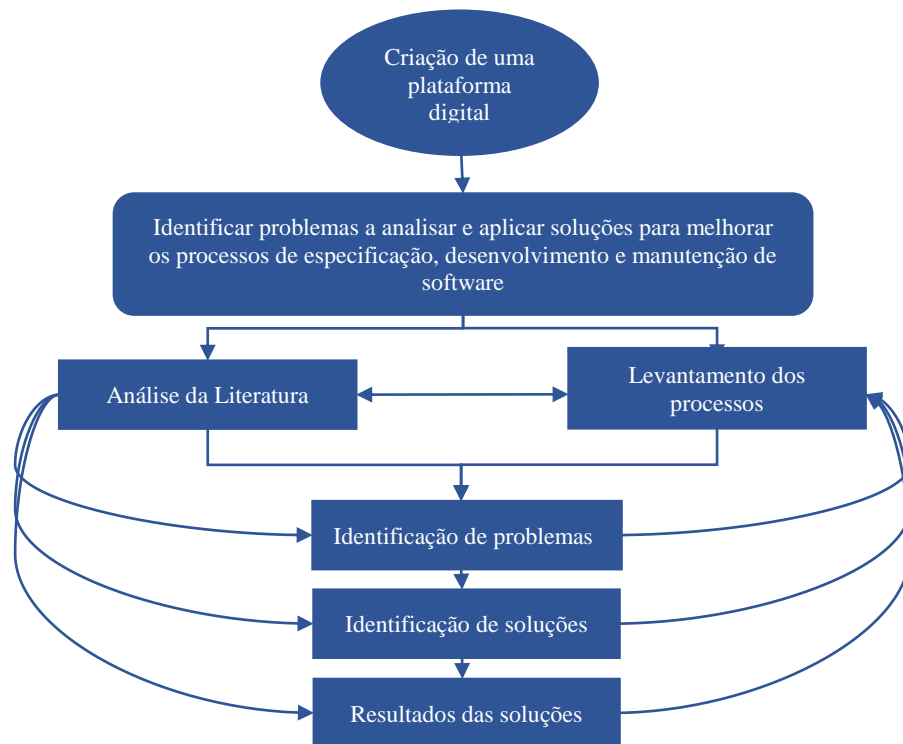 Criação de uma
plataforma
digital
Identificar problemas a analisar e aplicar soluções para melhorar
os processos de especificação, desenvolvimento e manutenção de
software
Análise da Literatura
Levantamento dos
processos
Identificação de problemas
Identificação de soluções
Resultados das soluções